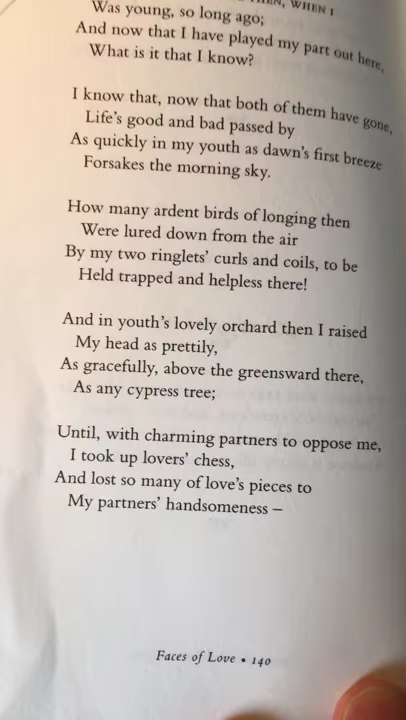 THEN, WHEN I
Was young, so long ago;
And now that I have played my part out here,
What is it that I know?
I know that, now that both of them have gone,
Life's good and bad passed by
As quickly in my youth as dawn's first breeze
Forsakes the morning sky.
How many ardent birds of longing then
Were lured down from the air
By my two ringlets' curls and coils, to be
Held trapped and helpless there!
And in youth's lovely orchard then I raised
My head as prettily,
As gracefully, above the greensward there,
As any cypress tree;
Until, with charming partners to oppose me,
I took up lovers' chess,
And lost so many of love's pieces to
My partners' handsomeness –
Faces of Love • 140